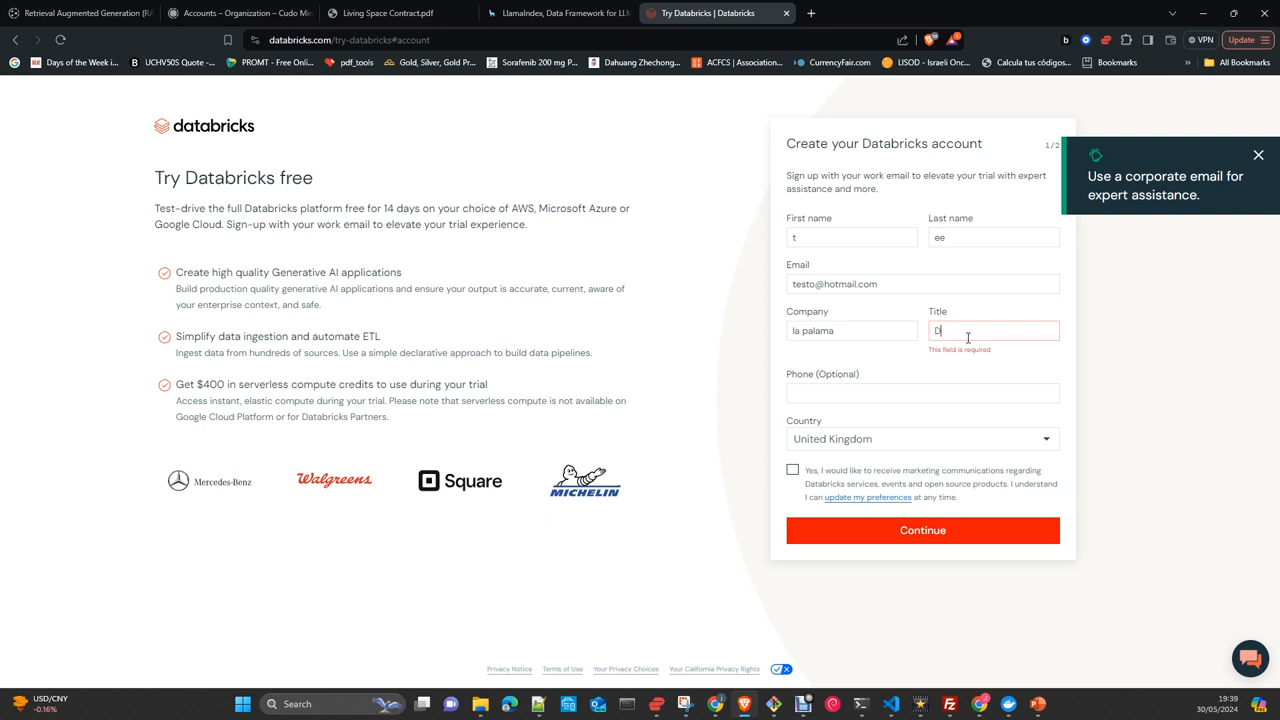 Retrieval Augmented Generation (RA
Accounts – Organization – Cudo Min
Living Space Contract.pdf
LlamaIndex, Data Framework for LLM
Try Databricks | Databricks
databricks.com/try-databricks#account
VPN
Update
Days of the Week i...
UCHV50S Quote -...
PROMT - Free Onli...
pdf_tools
Gold, Silver, Gold Pr...
Sorafenib 200 mg P...
Dahuang Zhechong...
ACFCS | Association...
CurrencyFair.com
LISOD - Israeli Onc...
Calcula tus códigos...
Bookmarks
All Bookmarks
databricks
Try Databricks free
Test-drive the full Databricks platform free for 14 days on your choice of AWS, Microsoft Azure or
Google Cloud. Sign-up with your work email to elevate your trial experience.
Create high quality Generative AI applications
Build production quality generative AI applications and ensure your output is accurate, current, aware of
your enterprise context, and safe.
Simplify data ingestion and automate ETL
Ingest data from hundreds of sources. Use a simple declarative approach to build data pipelines.
Get $400 in serverless compute credits to use during your trial
Access instant, elastic compute during your trial. Please note that serverless compute is not available on
Google Cloud Platform or for Databricks Partners.
Mercedes-Benz
Walgreens
Square
MICHELIN
Create your Databricks account
1/2
Sign up with your work email to elevate your trial with expert
assistance and more.
First name
Last name
t
ee
Email
testo@hotmail.com
Company
Title
la palama
D
This field is required
Phone (Optional)
Country
United Kingdom
Yes, I would like to receive marketing communications regarding
Databricks services, events and open source products. I understand
I can update my preferences at any time.
Continue
Use a corporate email for
expert assistance.
Privacy Notice
Terms of Use
Your Privacy Choices
Your California Privacy Rights
USD/CNY
-0.16%
Search
19:39
30/05/2024